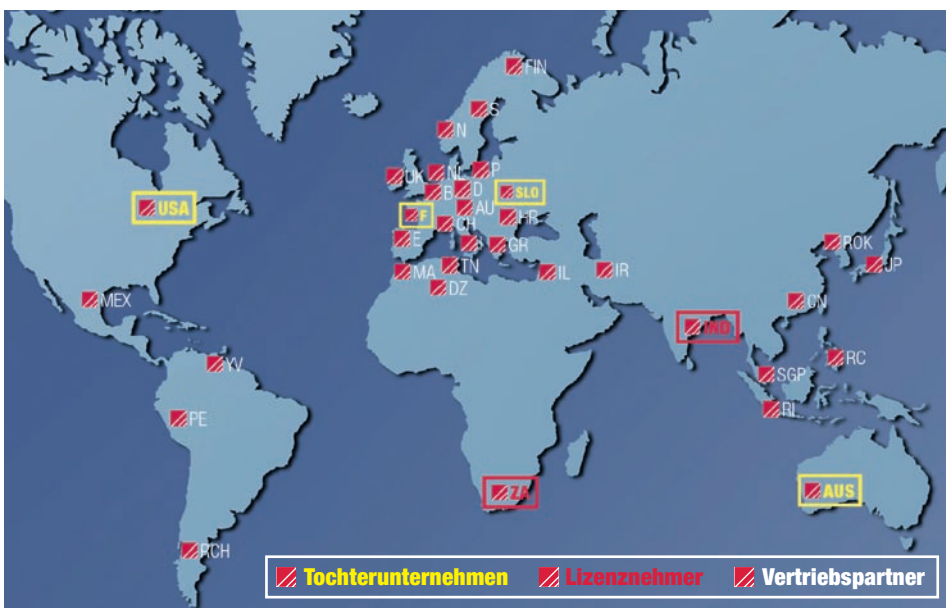 FIN
S
N
UK
NL
P
B
D
SLO
USA
F
AU
CH
HR
E
I
GR
ROK
MA
TN
IL
IR
JP
DZ
MEX
CN
IND
YV
RC
SGP
PE
RI
ZA
AUS
RCH
Tochterunternehmen Lizenznehmer Vertriebspartner